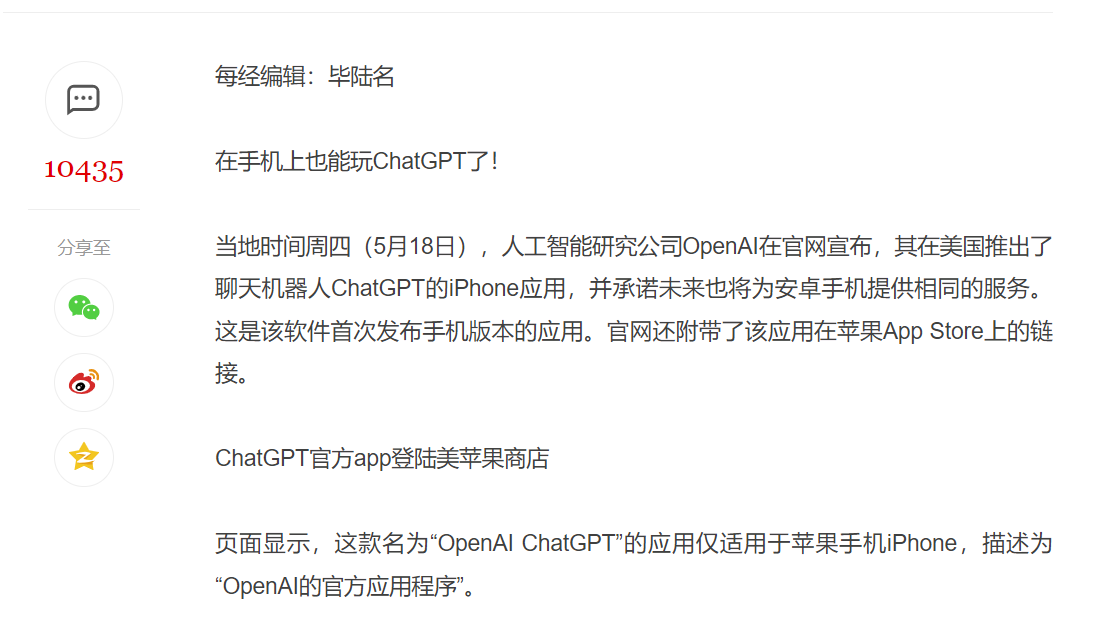 每经编辑：毕陆名
10435
分享至
在手机上也能玩ChatGPT了！
当地时间周四（5月18日），人工智能研究公司OpenAI在官网宣布，其在美国推出了
聊天机器人ChatGPT的iPhone应用，并承诺未来也将为安卓手机提供相同的服务。
这是该软件首次发布手机版本的应用。官网还附带了该应用在苹果App Store上的链
接。
ChatGPT官方app登陆美苹果商店
页面显示，这款名为“OpenAI ChatGPT”的应用仅适用于苹果手机iPhone，描述为
“OpenAI的官方应用程序”。